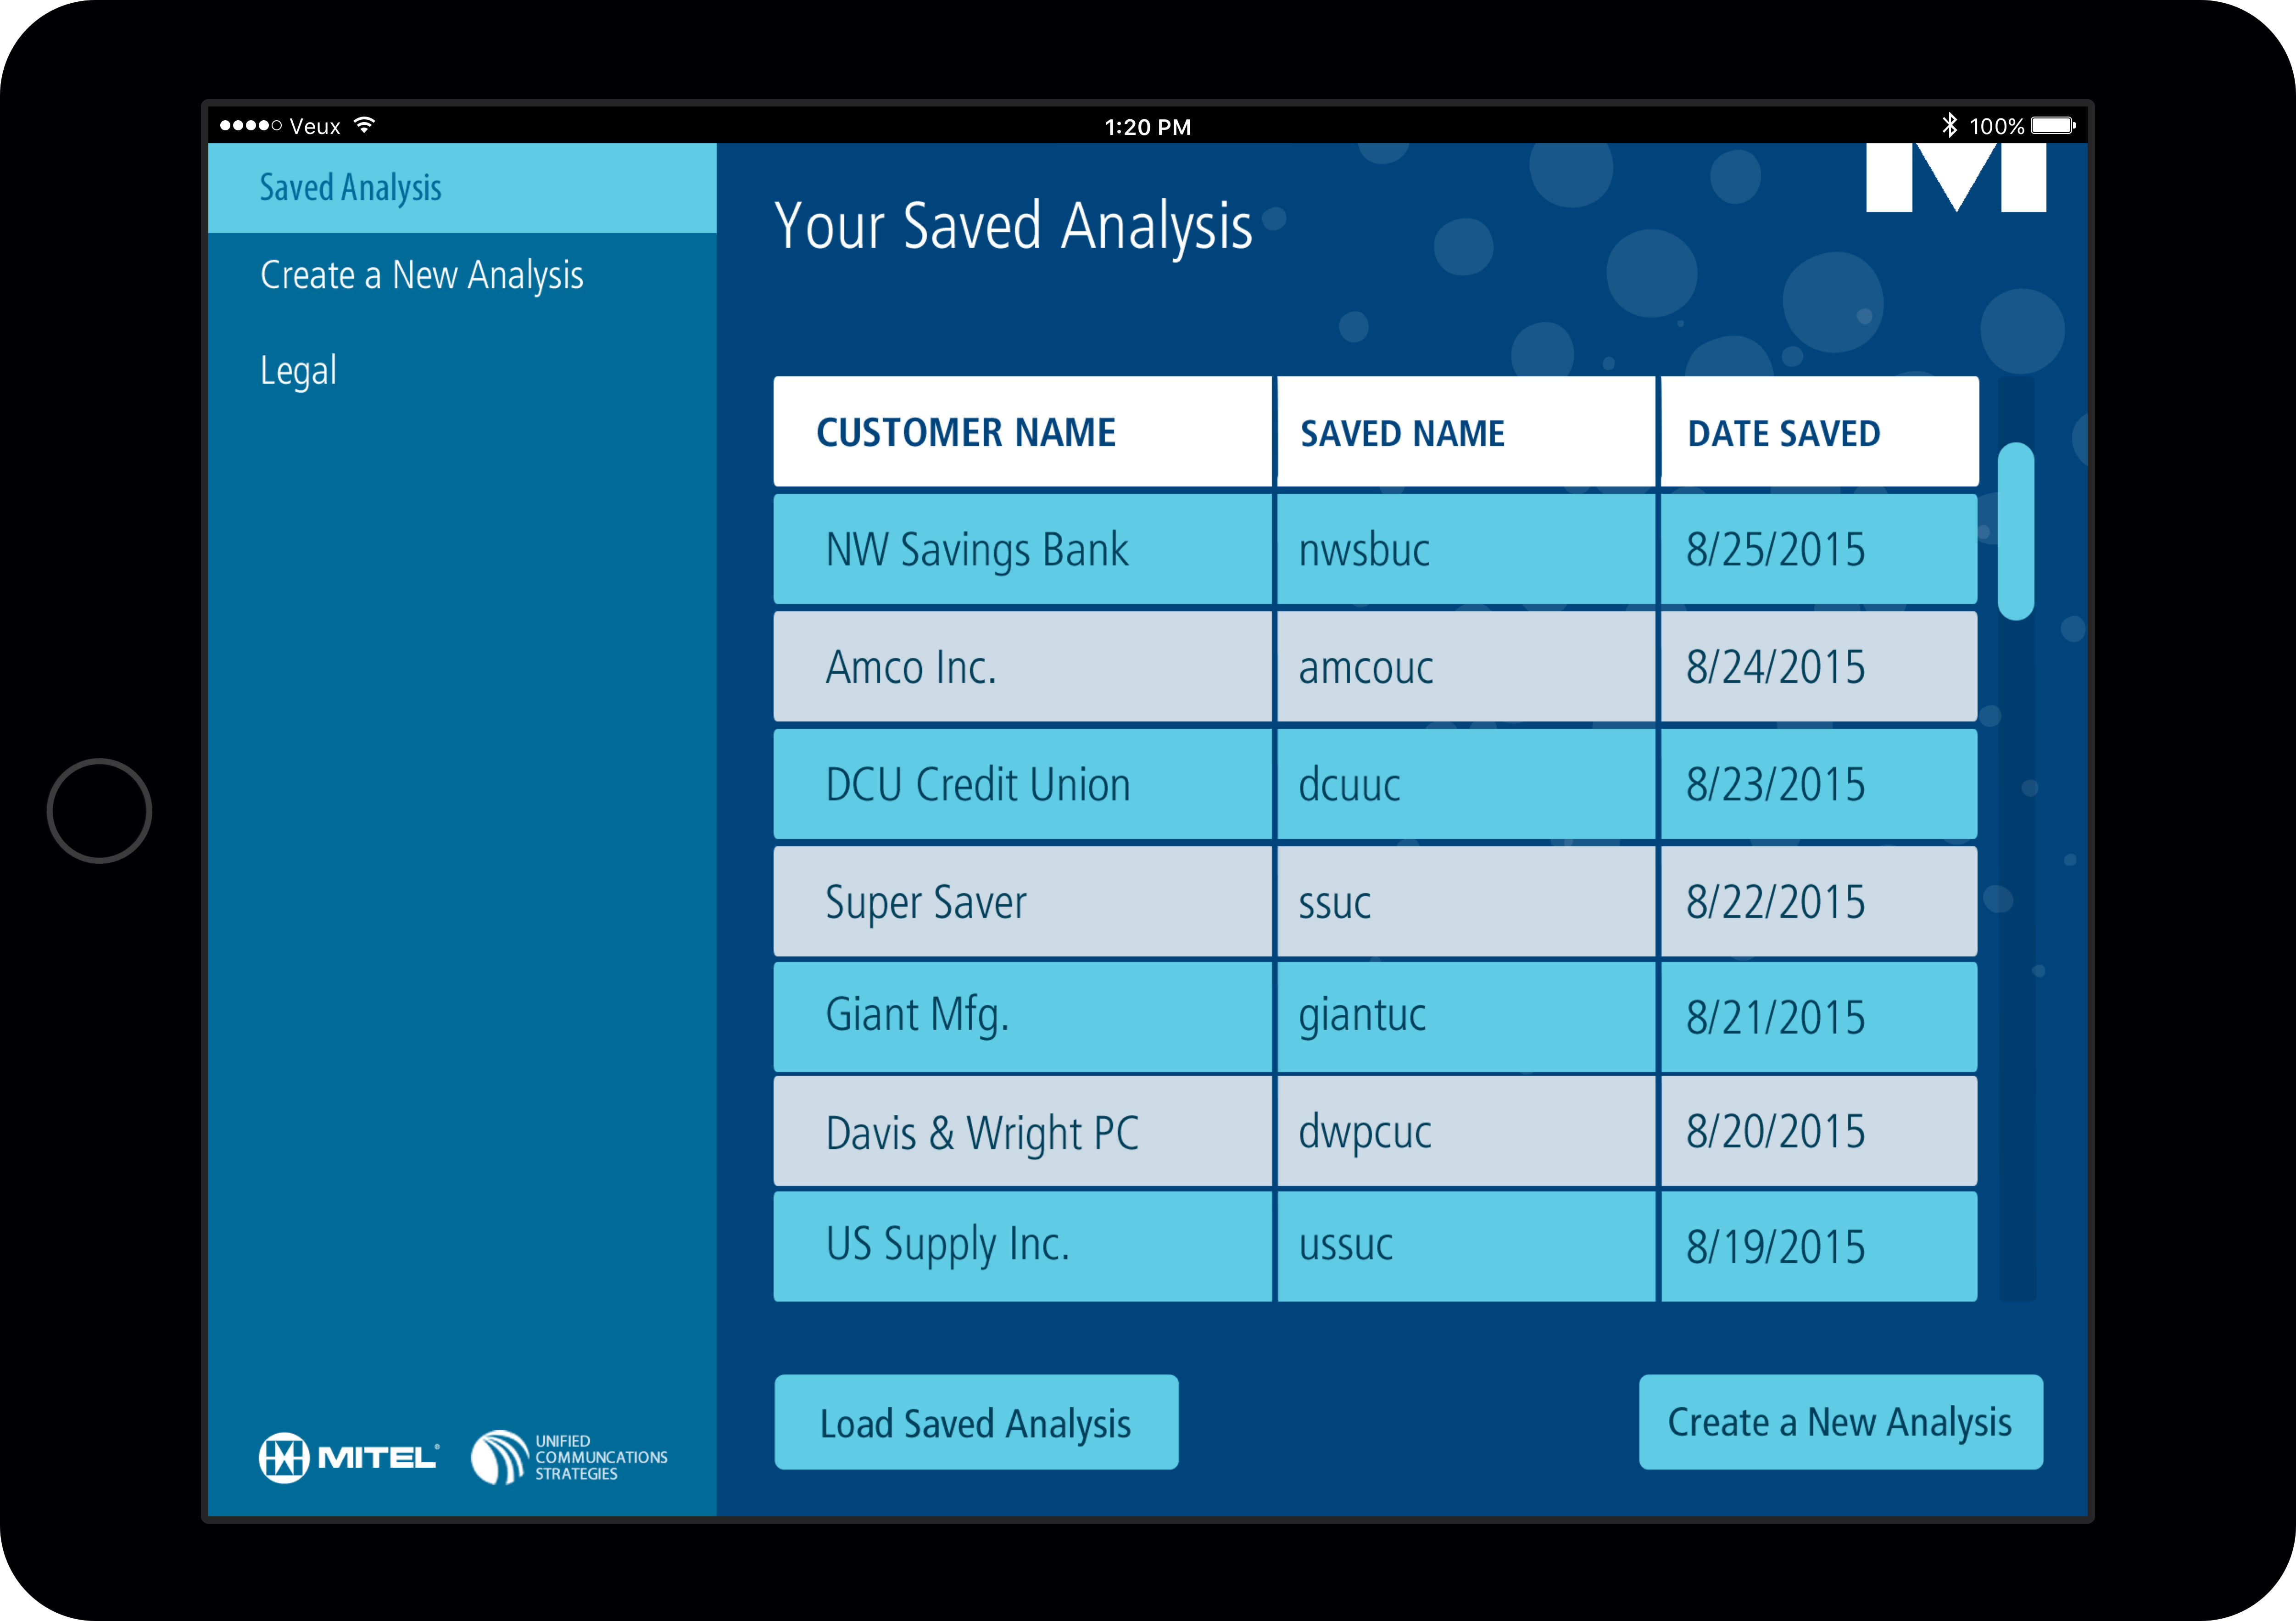 Veux 1:20 PM 100%
Saved Analysis
Create a New Analysis
Legal
Your Saved Analysis
CUSTOMER NAME SAVED NAME DATE SAVED
NW Savings Bank nwsbuc 8/25/2015
Amco Inc. amcouc 8/24/2015
DCU Credit Union dcuuc 8/23/2015
Super Saver ssuc 8/22/2015
Giant Mfg. giantuc 8/21/2015
Davis & Wright PC dwpcuc 8/20/2015
US Supply Inc. ussuc 8/19/2015
Load Saved Analysis
Create a New Analysis
MITEL®
UNIFIED
COMMUNCATIONS
STRATEGIES